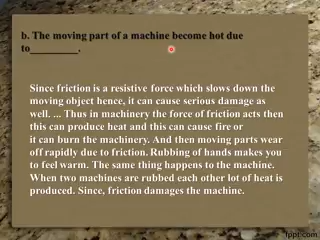 b. The moving part of a machine become hot due
to_________.
Since friction is a resistive force which slows down the
moving object hence, it can cause serious damage as
well. ... Thus in machinery the force of friction acts then
this can produce heat and this can cause fire or
it can burn the machinery. And then moving parts wear
off rapidly due to friction. Rubbing of hands makes you
to feel warm. The same thing happens to the machine.
When two machines are rubbed each other lot of heat is
produced. Since, friction damages the machine.
fppt.com